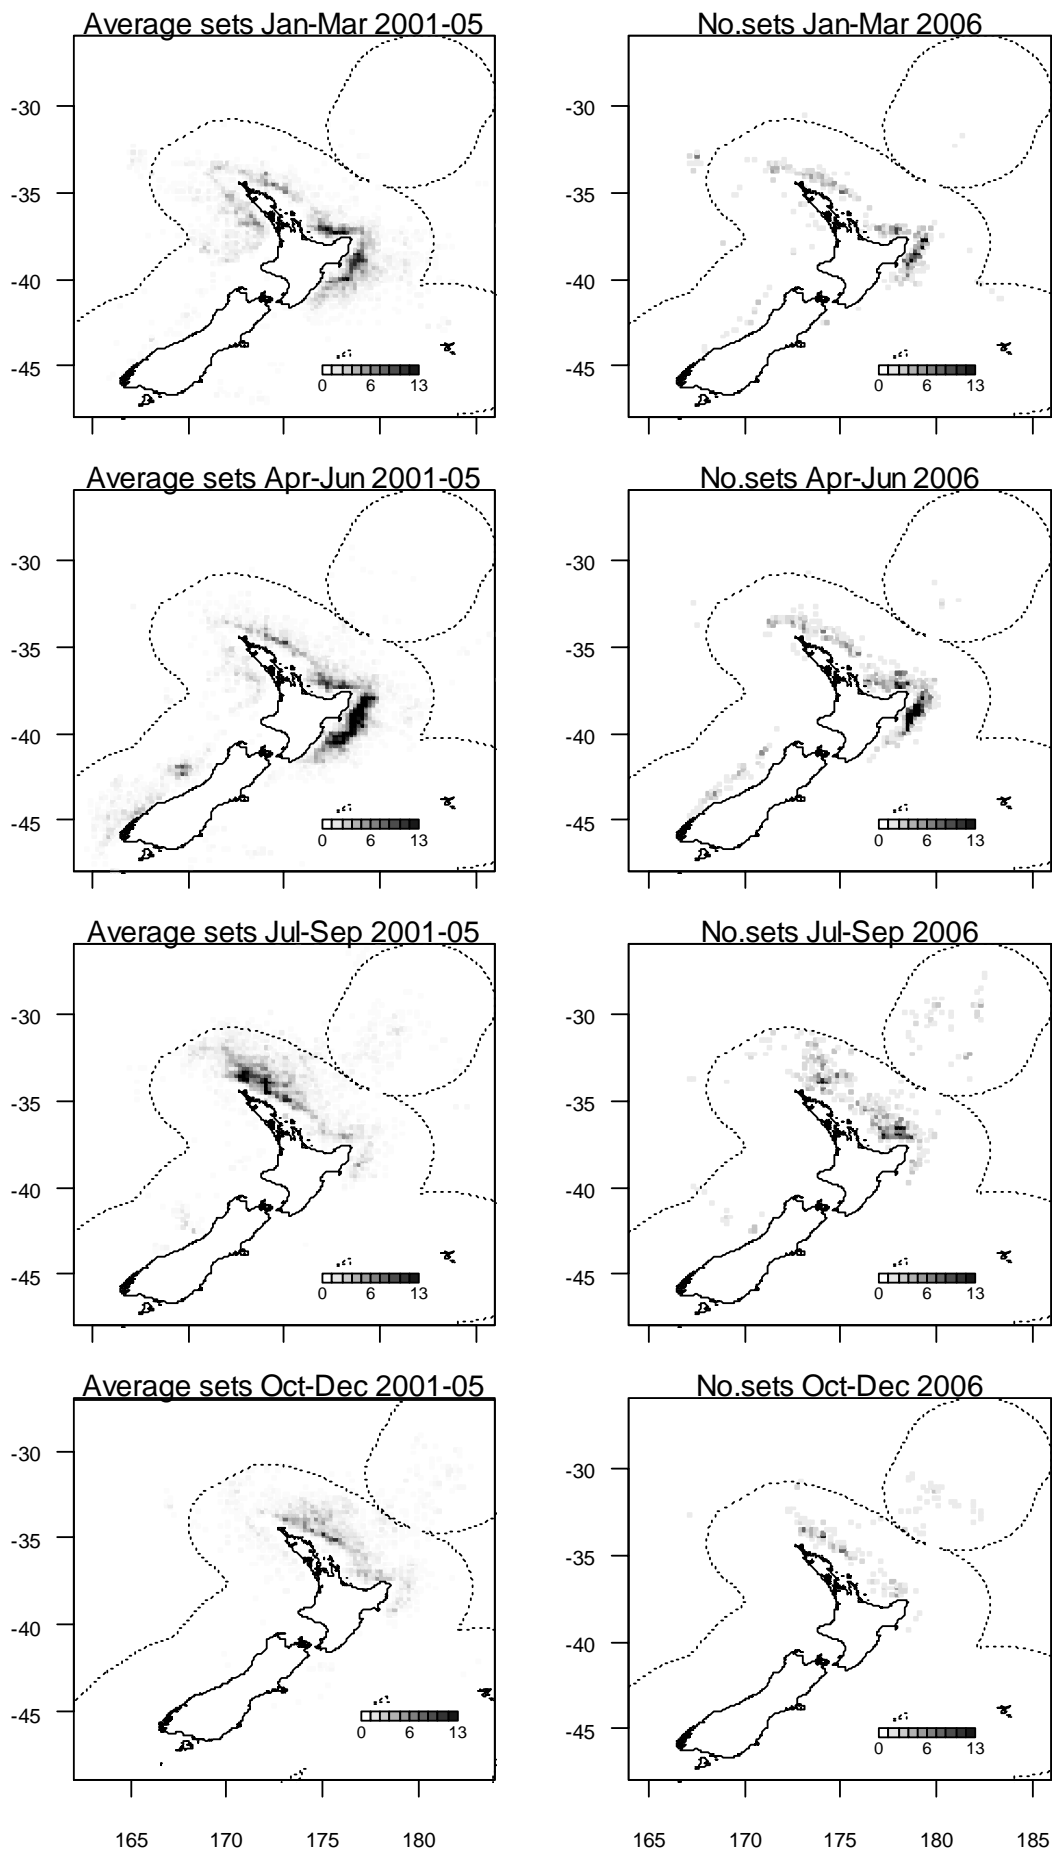 Average sets Jan-Mar 2001-05
-30
-35
-40
-45
0 6 13
No.sets Jan-Mar 2006
-30
-35
-40
-45
0 6 13
Average sets Apr-Jun 2001-05
-30
-35
-40
-45
0 6 13
No.sets Apr-Jun 2006
-30
-35
-40
-45
0 6 13
Average sets Jul-Sep 2001-05
-30
-35
-40
-45
0 6 13
No.sets Jul-Sep 2006
-30
-35
-40
-45
0 6 13
Average sets Oct-Dec 2001-05
-30
-35
-40
-45
0 6 13
165 170 175 180
No.sets Oct-Dec 2006
-30
-35
-40
-45
0 6 13
165 170 175 180 185